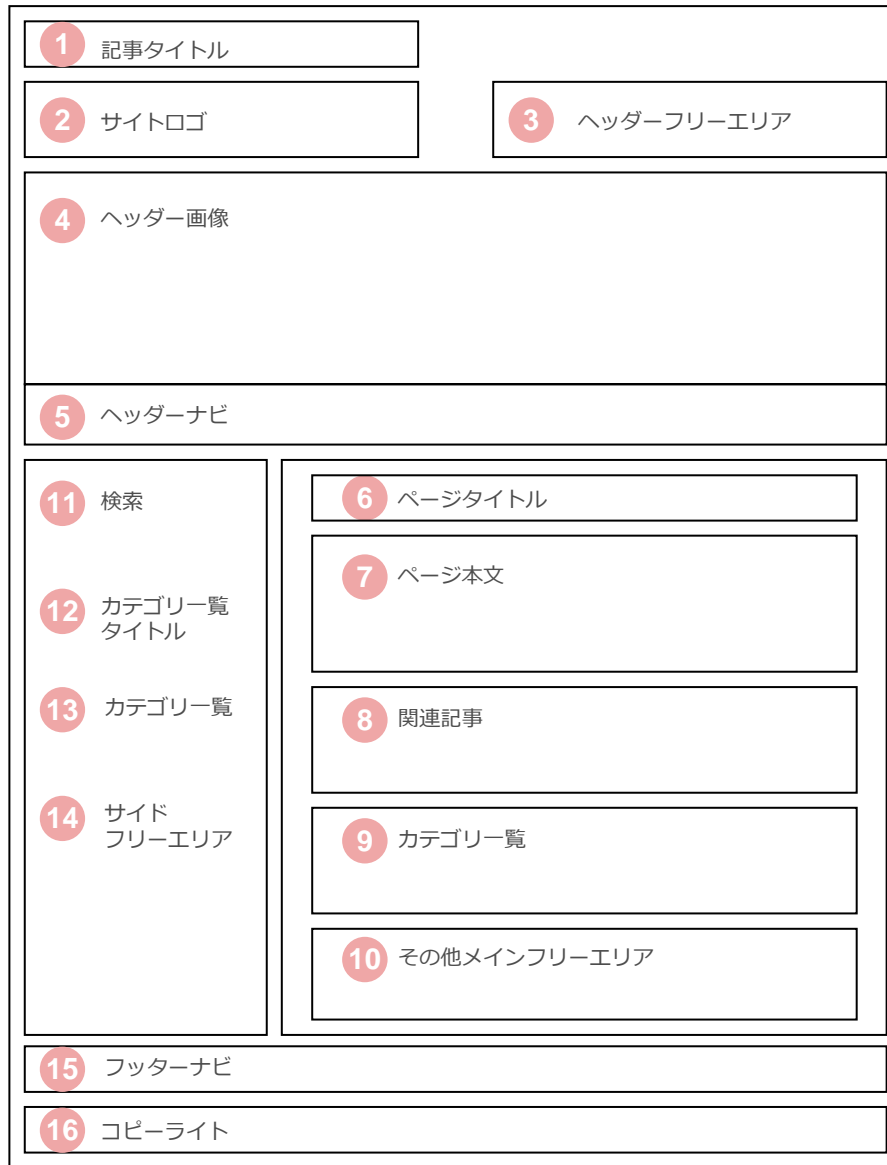 1 記事タイトル
2 サイトロゴ
3 ヘッダーフリーエリア
4 ヘッダー画像
5 ヘッダーナビ
6 ページタイトル
7 ページ本文
8 関連記事
9 カテゴリ一覧
10 その他メインフリーエリア
11 検索
12 カテゴリ一覧
タイトル
13 カテゴリ一覧
14 サイド
フリーエリア
15 フッターナビ
16 コピーライト